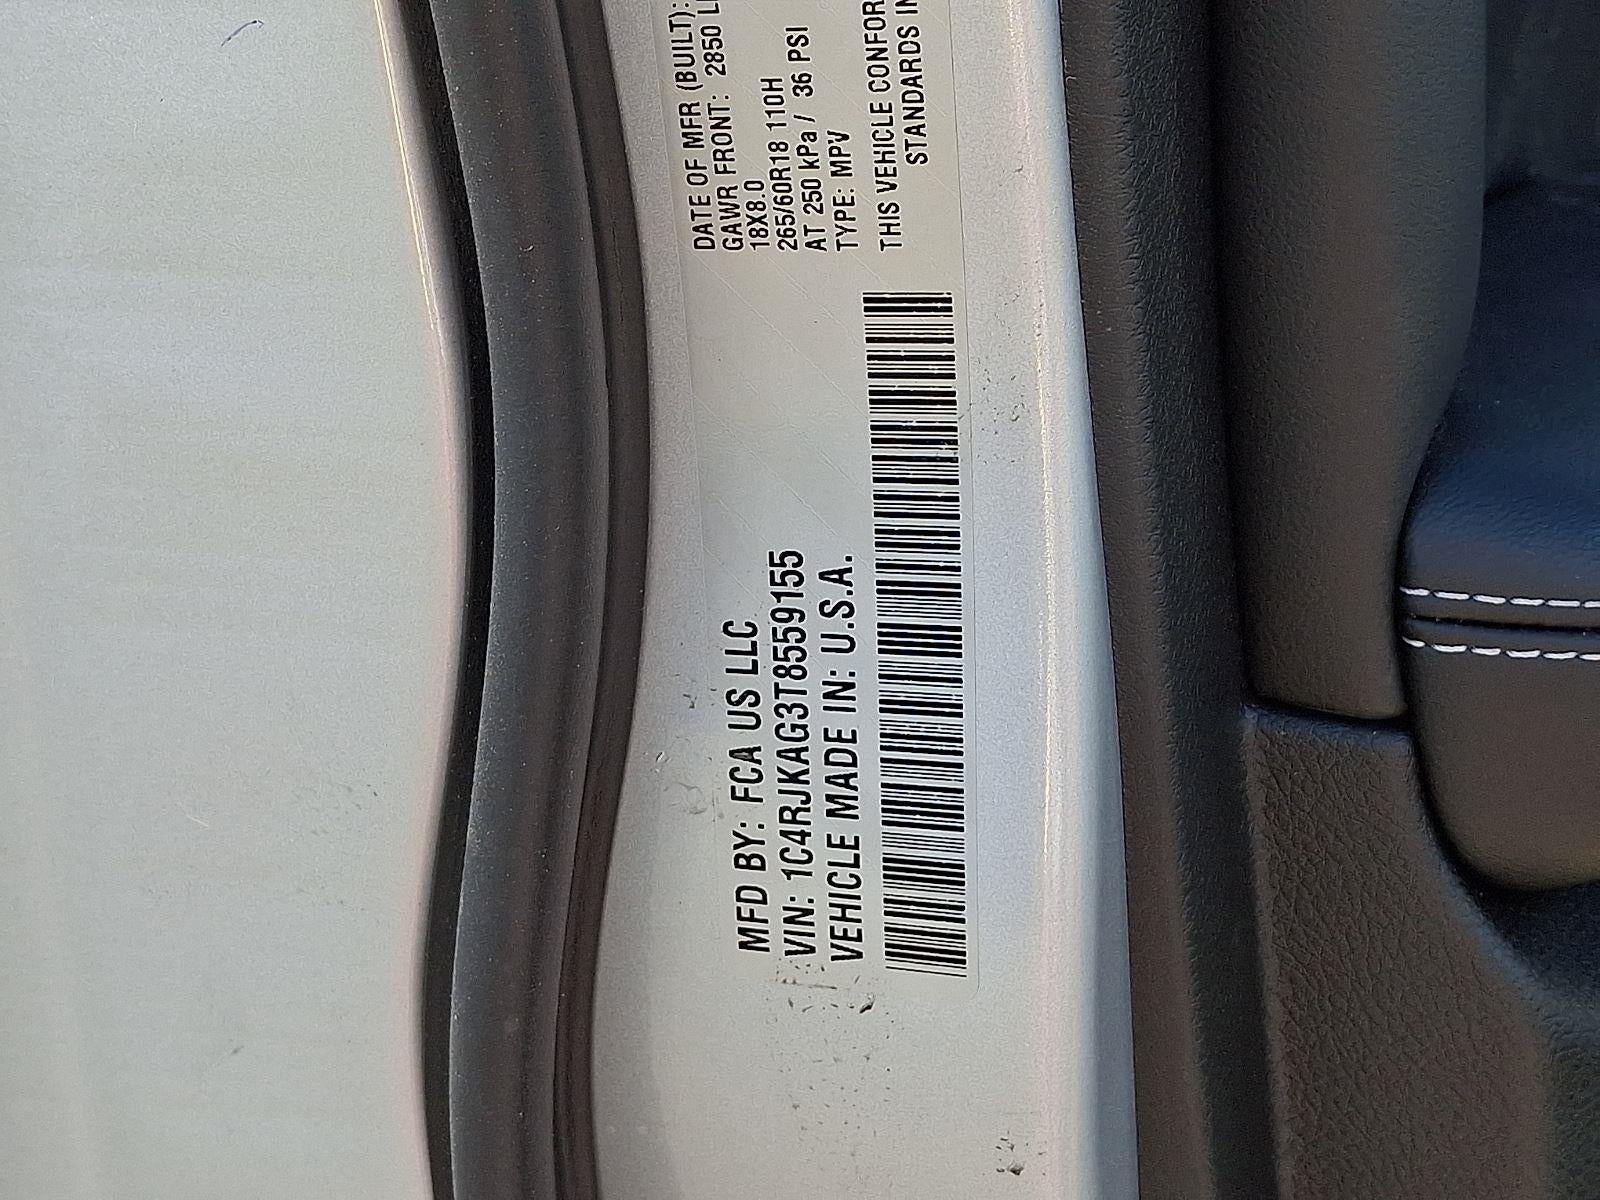 MFD BY: FCA US LLC
VIN: 1C4RJKAG3T8559155
VEHICLE MADE IN: U.S.A.
DATE OF MFR (BUILT):
GAWR FRONT: 2850
18X8.0
265/60R18 110H
AT 250 kPa / 36 PSI
TYPE: MPV
THIS VEHICLE
STANDARDS